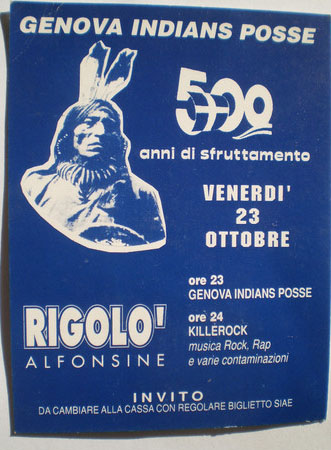 GENOVA INDIANS POSSE
500
anni di sfruttamento
VENERDI'
23
OTTOBRE
ore 23
GENOVA INDIANS POSSE
ore 24
KILLEROCK
musica Rock, Rap
e varie contaminazioni
RIGOLO'
ALFONSINE
INVITO
DA CAMBIARE ALLA CASSA CON REGOLARE BIGLIETTO SIAE